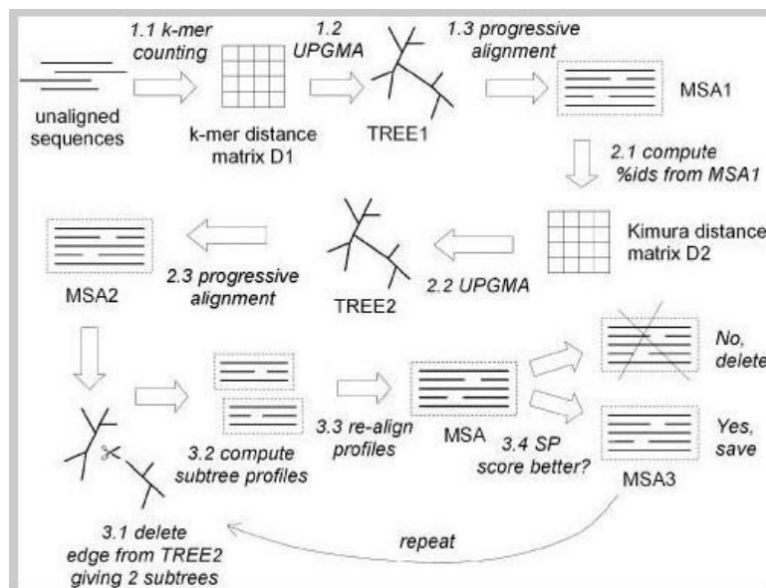 1.1 k-mer
counting
1.2
UPGMA
1.3 progressive
alignment
unaligned
sequences
k-mer distance
matrix D1
TREE1
MSA1
2.1 compute
%ids from MSA1
Kimura distance
matrix D2
2.2 UPGMA
TREE2
2.3 progressive
alignment
MSA2
3.1 delete
edge from TREE2
giving 2 subtrees
3.2 compute
subtree profiles
3.3 re-align
profiles
MSA
3.4 SP
score better?
No,
delete
Yes,
save
MSA3
repeat